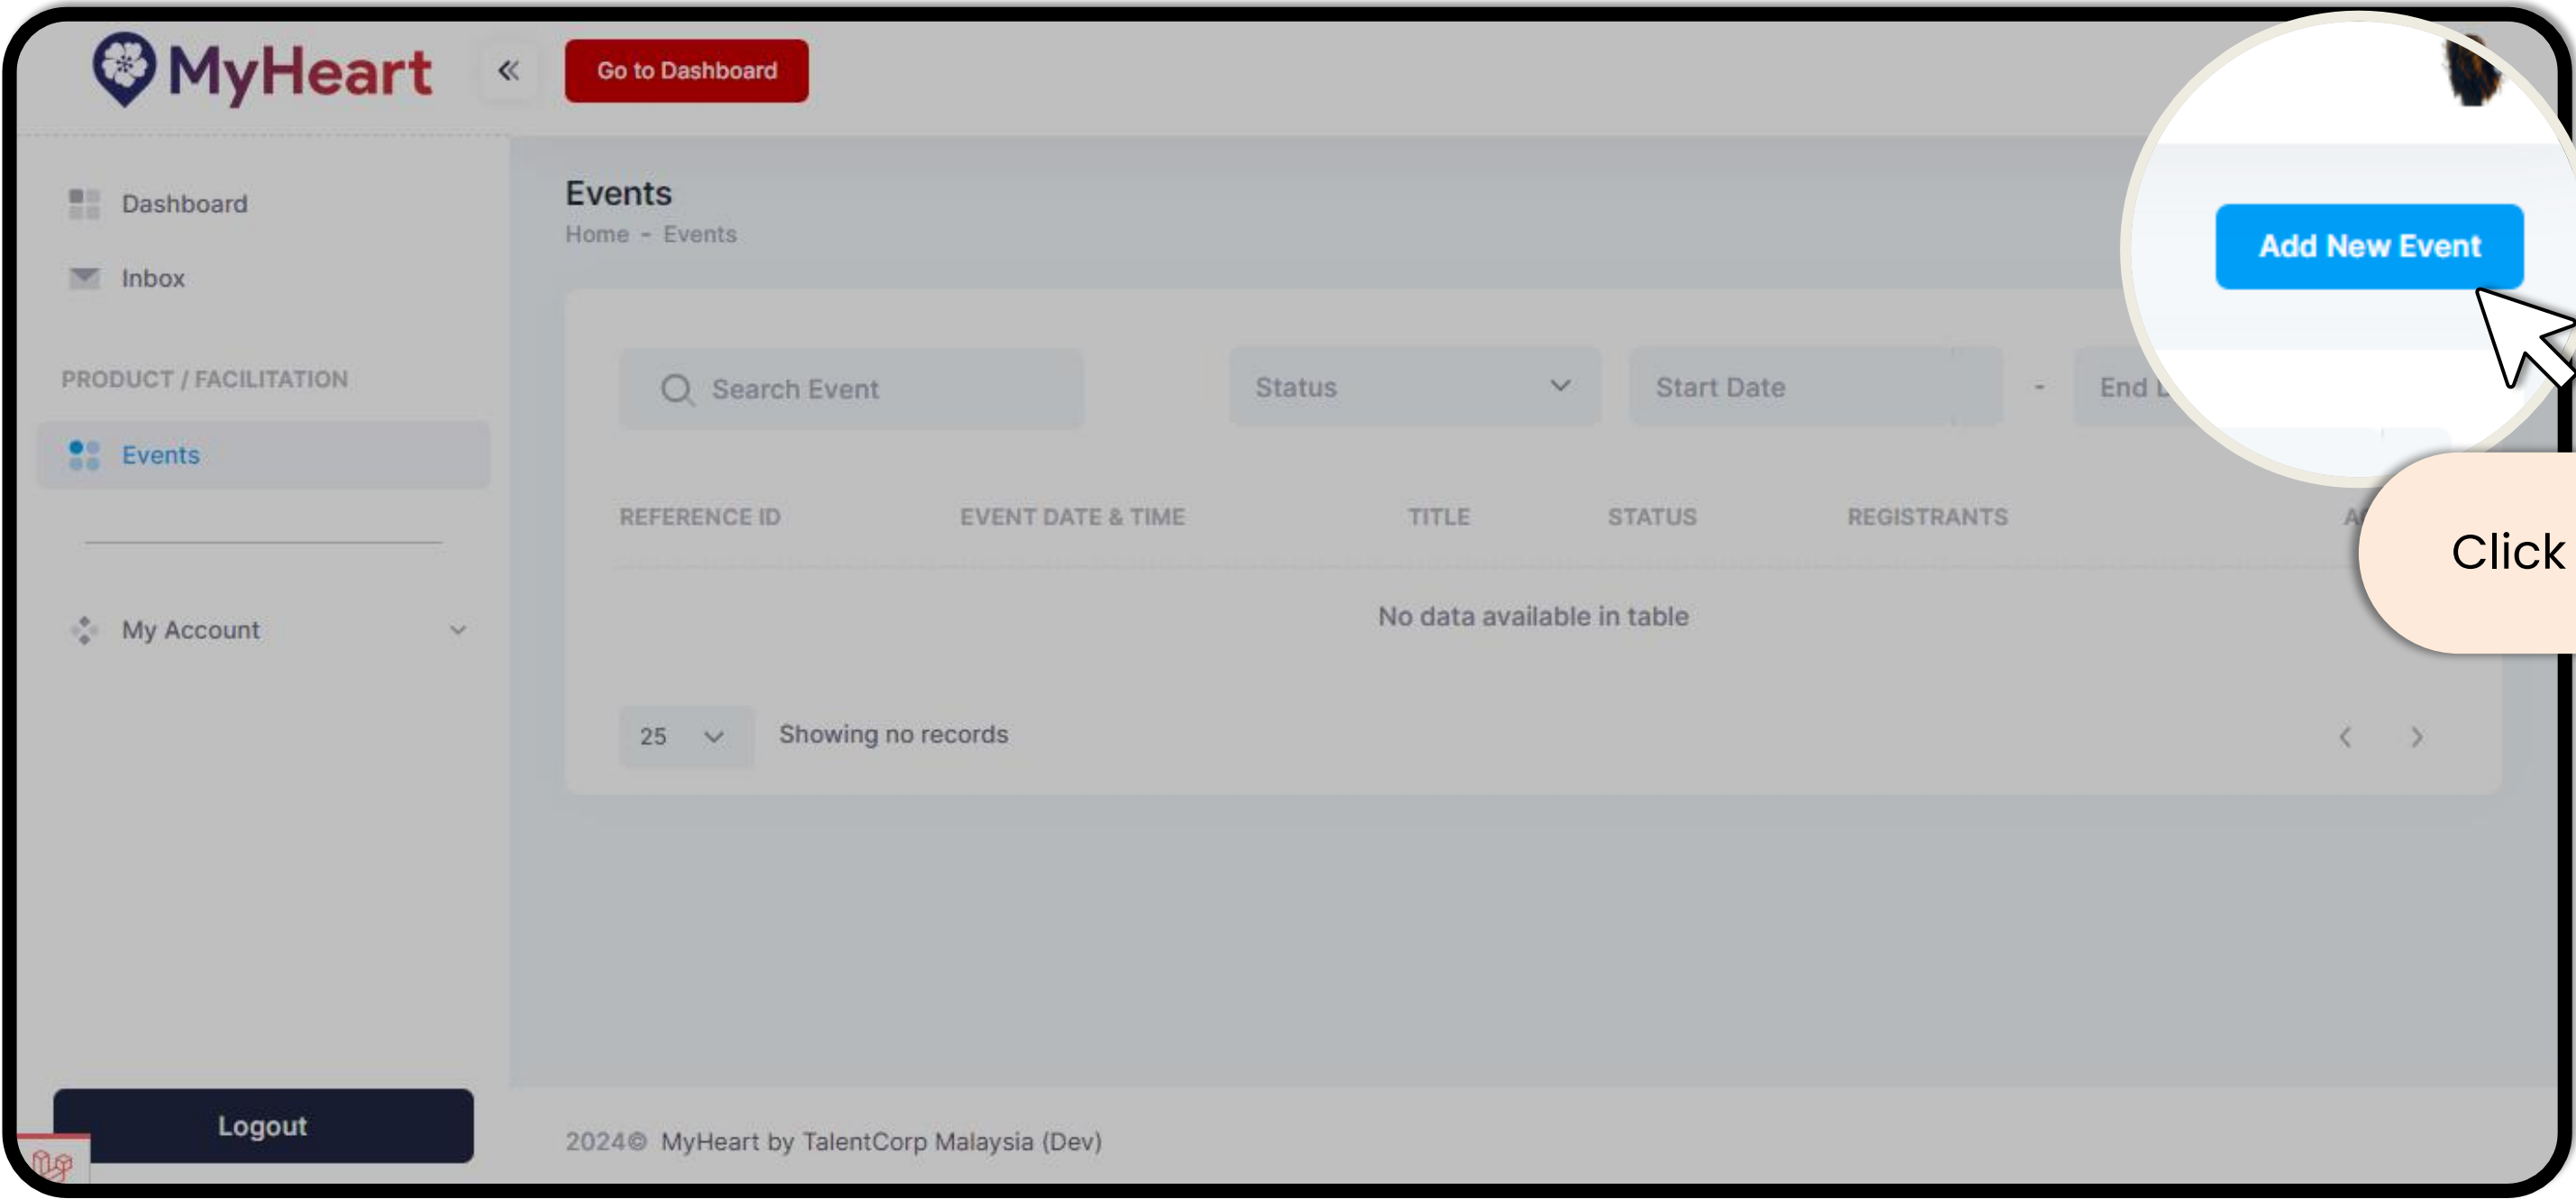 MyHeart
Go to Dashboard
Dashboard
Inbox
PRODUCT / FACILITATION
Events
My Account
Logout
Events
Home - Events
Add New Event
Search Event
Status
Start Date
-
End
REFERENCE ID
EVENT DATE & TIME
TITLE
STATUS
REGISTRANTS
Click
No data available in table
25
Showing no records
2024© MyHeart by TalentCorp Malaysia (Dev)